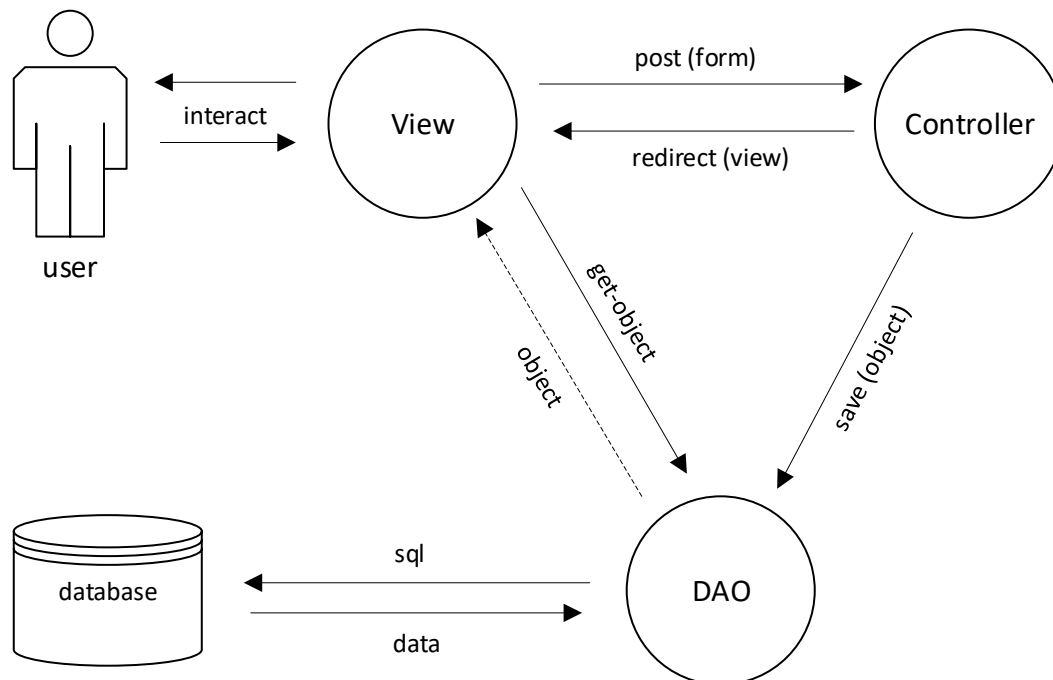 post (form)
interact
View
Controller
redirect (view)
user
get-object
object
save (object)
sql
database
DAO
data